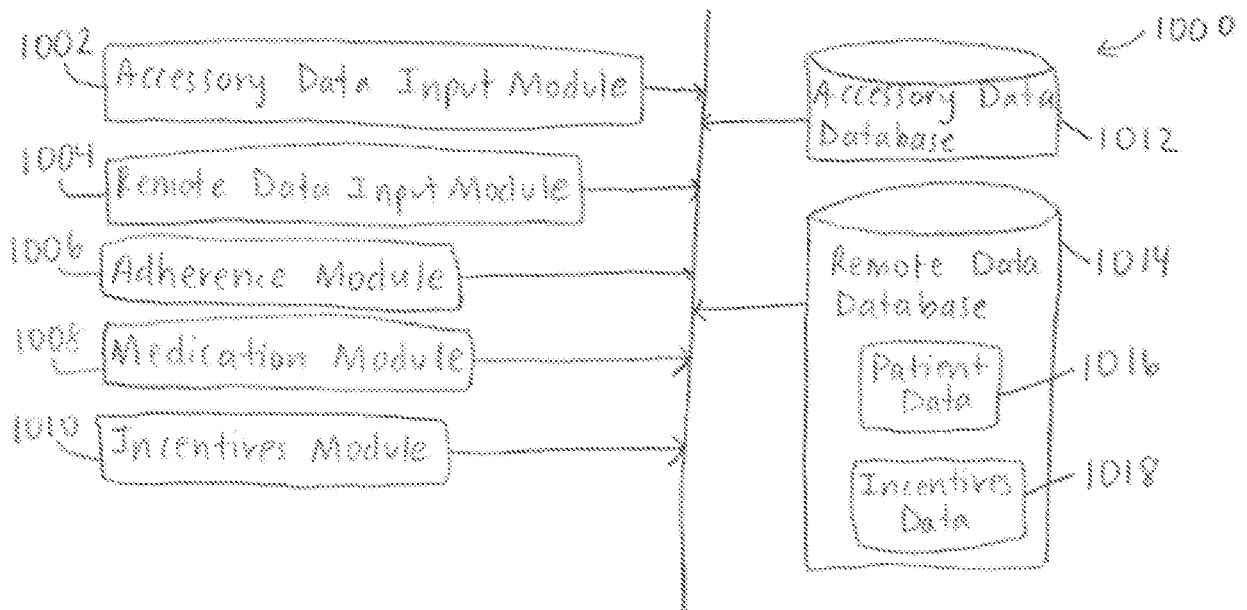 1000
1002
Accessory Data Input Module
1004
Remote Data Input Module
1006
Adherence Module
1008
Medication Module
1010
Incentives Module
Accessory Data
Database
1012
Remote Data
Database
1014
Patient
Data
1016
Incentives
Data
1018